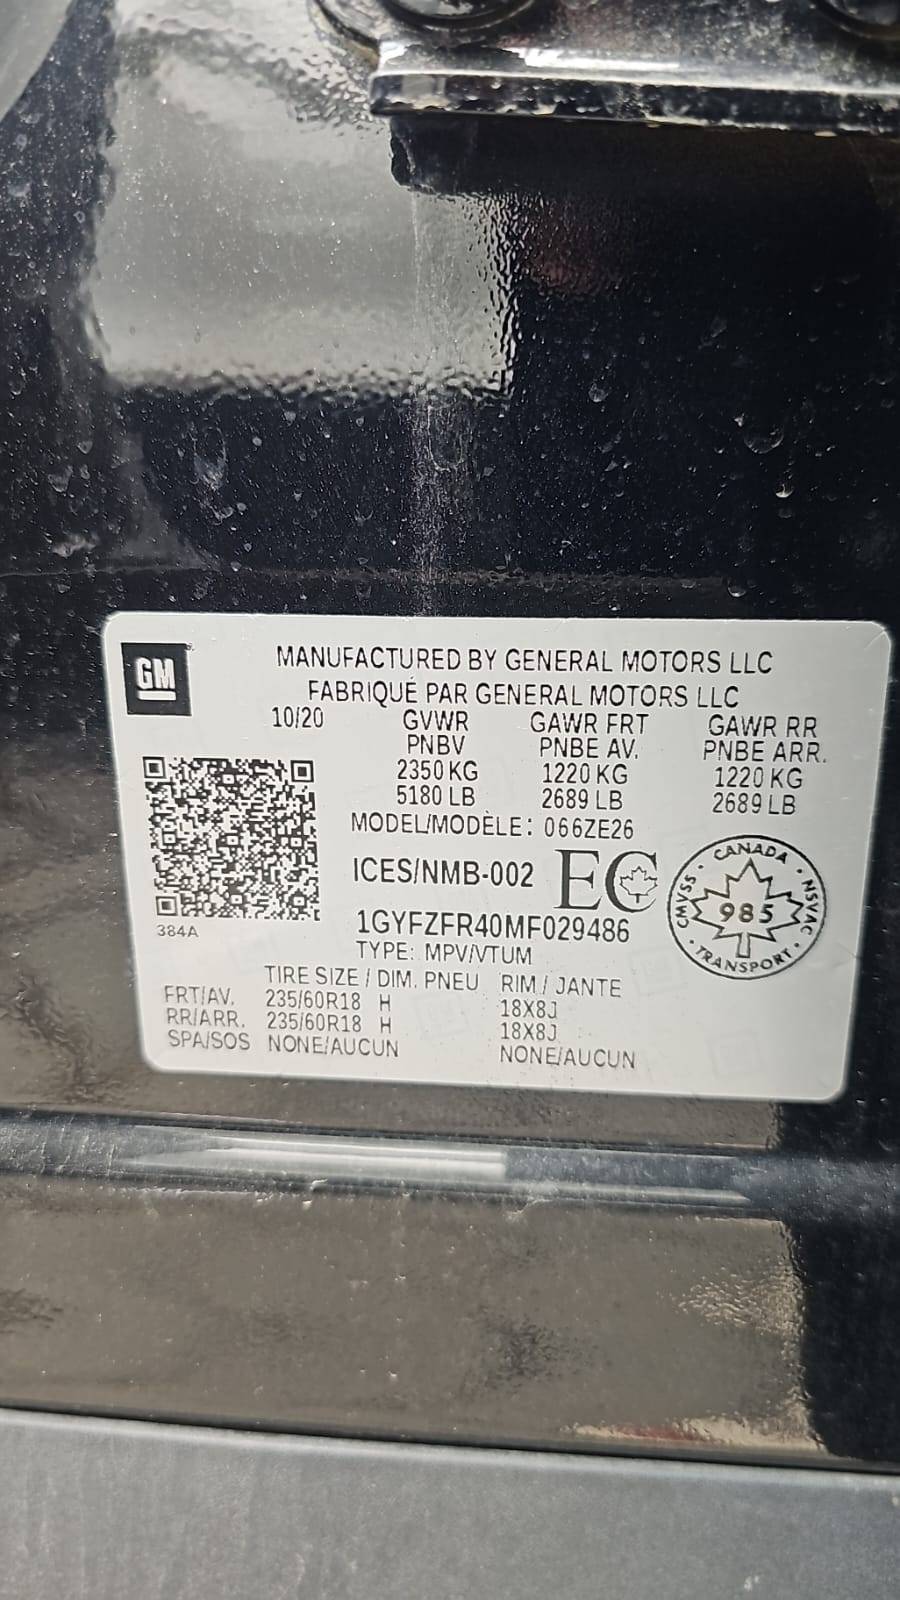 GM
MANUFACTURED BY GENERAL MOTORS LLC
FABRIQUÉ PAR GENERAL MOTORS LLC
10/20 GVWR GAWR FRT GAWR RR
PNBV PNBE AV. PNBE ARR.
2350 KG 1220 KG 1220 KG
5180 LB 2689 LB 2689 LB
MODEL/MODÈLE: 066ZE26
ICES/NMB-002 EC
CANADA
CMVSS · 985 · NSVAC
TRANSPORT
384A
1GYFZFR40MF029486
TYPE: MPV/VTUM
TIRE SIZE / DIM. PNEU RIM / JANTE
FRT/AV. 235/60R18 H 18X8J
RR/ARR. 235/60R18 H 18X8J
SPA/SOS NONE/AUCUN NONE/AUCUN